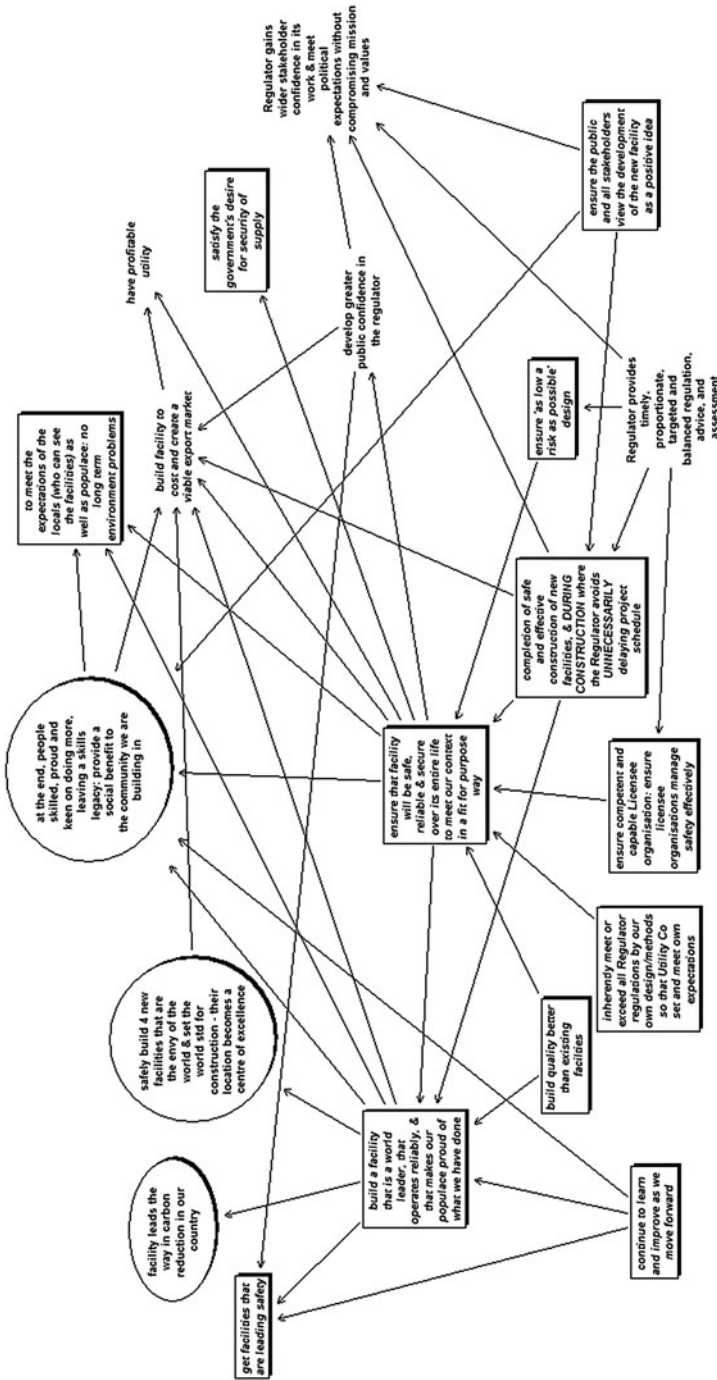 facility leads the
way in carbon
reduction in our
country
safely build 4 new
facilities that are
the envy of the
world & set the
world std for
construction - their
location becomes a
centre of excellence
at the end, people
skilled, proud and
keen on doing more,
leaving a skills
legacy: provide a
social benefit to
the community we are
building in
to meet the
expectations of the
locals (who can see
the facilities) as
well as populace: no
long term
environment problems
have profitable
utility
build facility to
cost and create a
viable export market
satisfy the
government's desire
for security of
supply
Regulator gains
wider stakeholder
confidence in its
work & meet
political
expectations without
compromising mission
and values
get facilities that
are leading safety
develop greater
public confidence in
the regulator
build a facility
that is a world
leader, that
operates reliably, &
that makes our
populace proud of
what we have done
ensure that facility
will be safe,
reliable & secure
over its entire life
to meet our context
in a fit for purpose
way
completion of safe
and effective
construction of new
facilities, & DURING
CONSTRUCTION where
the Regulator avoids
UNNECESSARILY
delaying project
schedule
ensure 'as low a
risk as possible'
design
ensure the public
and all stakeholders
view the development
of the new facility
as a positive idea
build quality better
than existing
facilities
continue to learn
and improve as we
move forward
inherently meet or
exceed all Regulator
regulations by our
own design/methods
so that Utility Co
set and meet own
expectations
ensure competent and
capable Licensee
organisation: ensure
licensee
organisations manage
safety effectively
Regulator provides
timely,
proportionate,
targeted and
balanced regulation,
advice, and
assessment